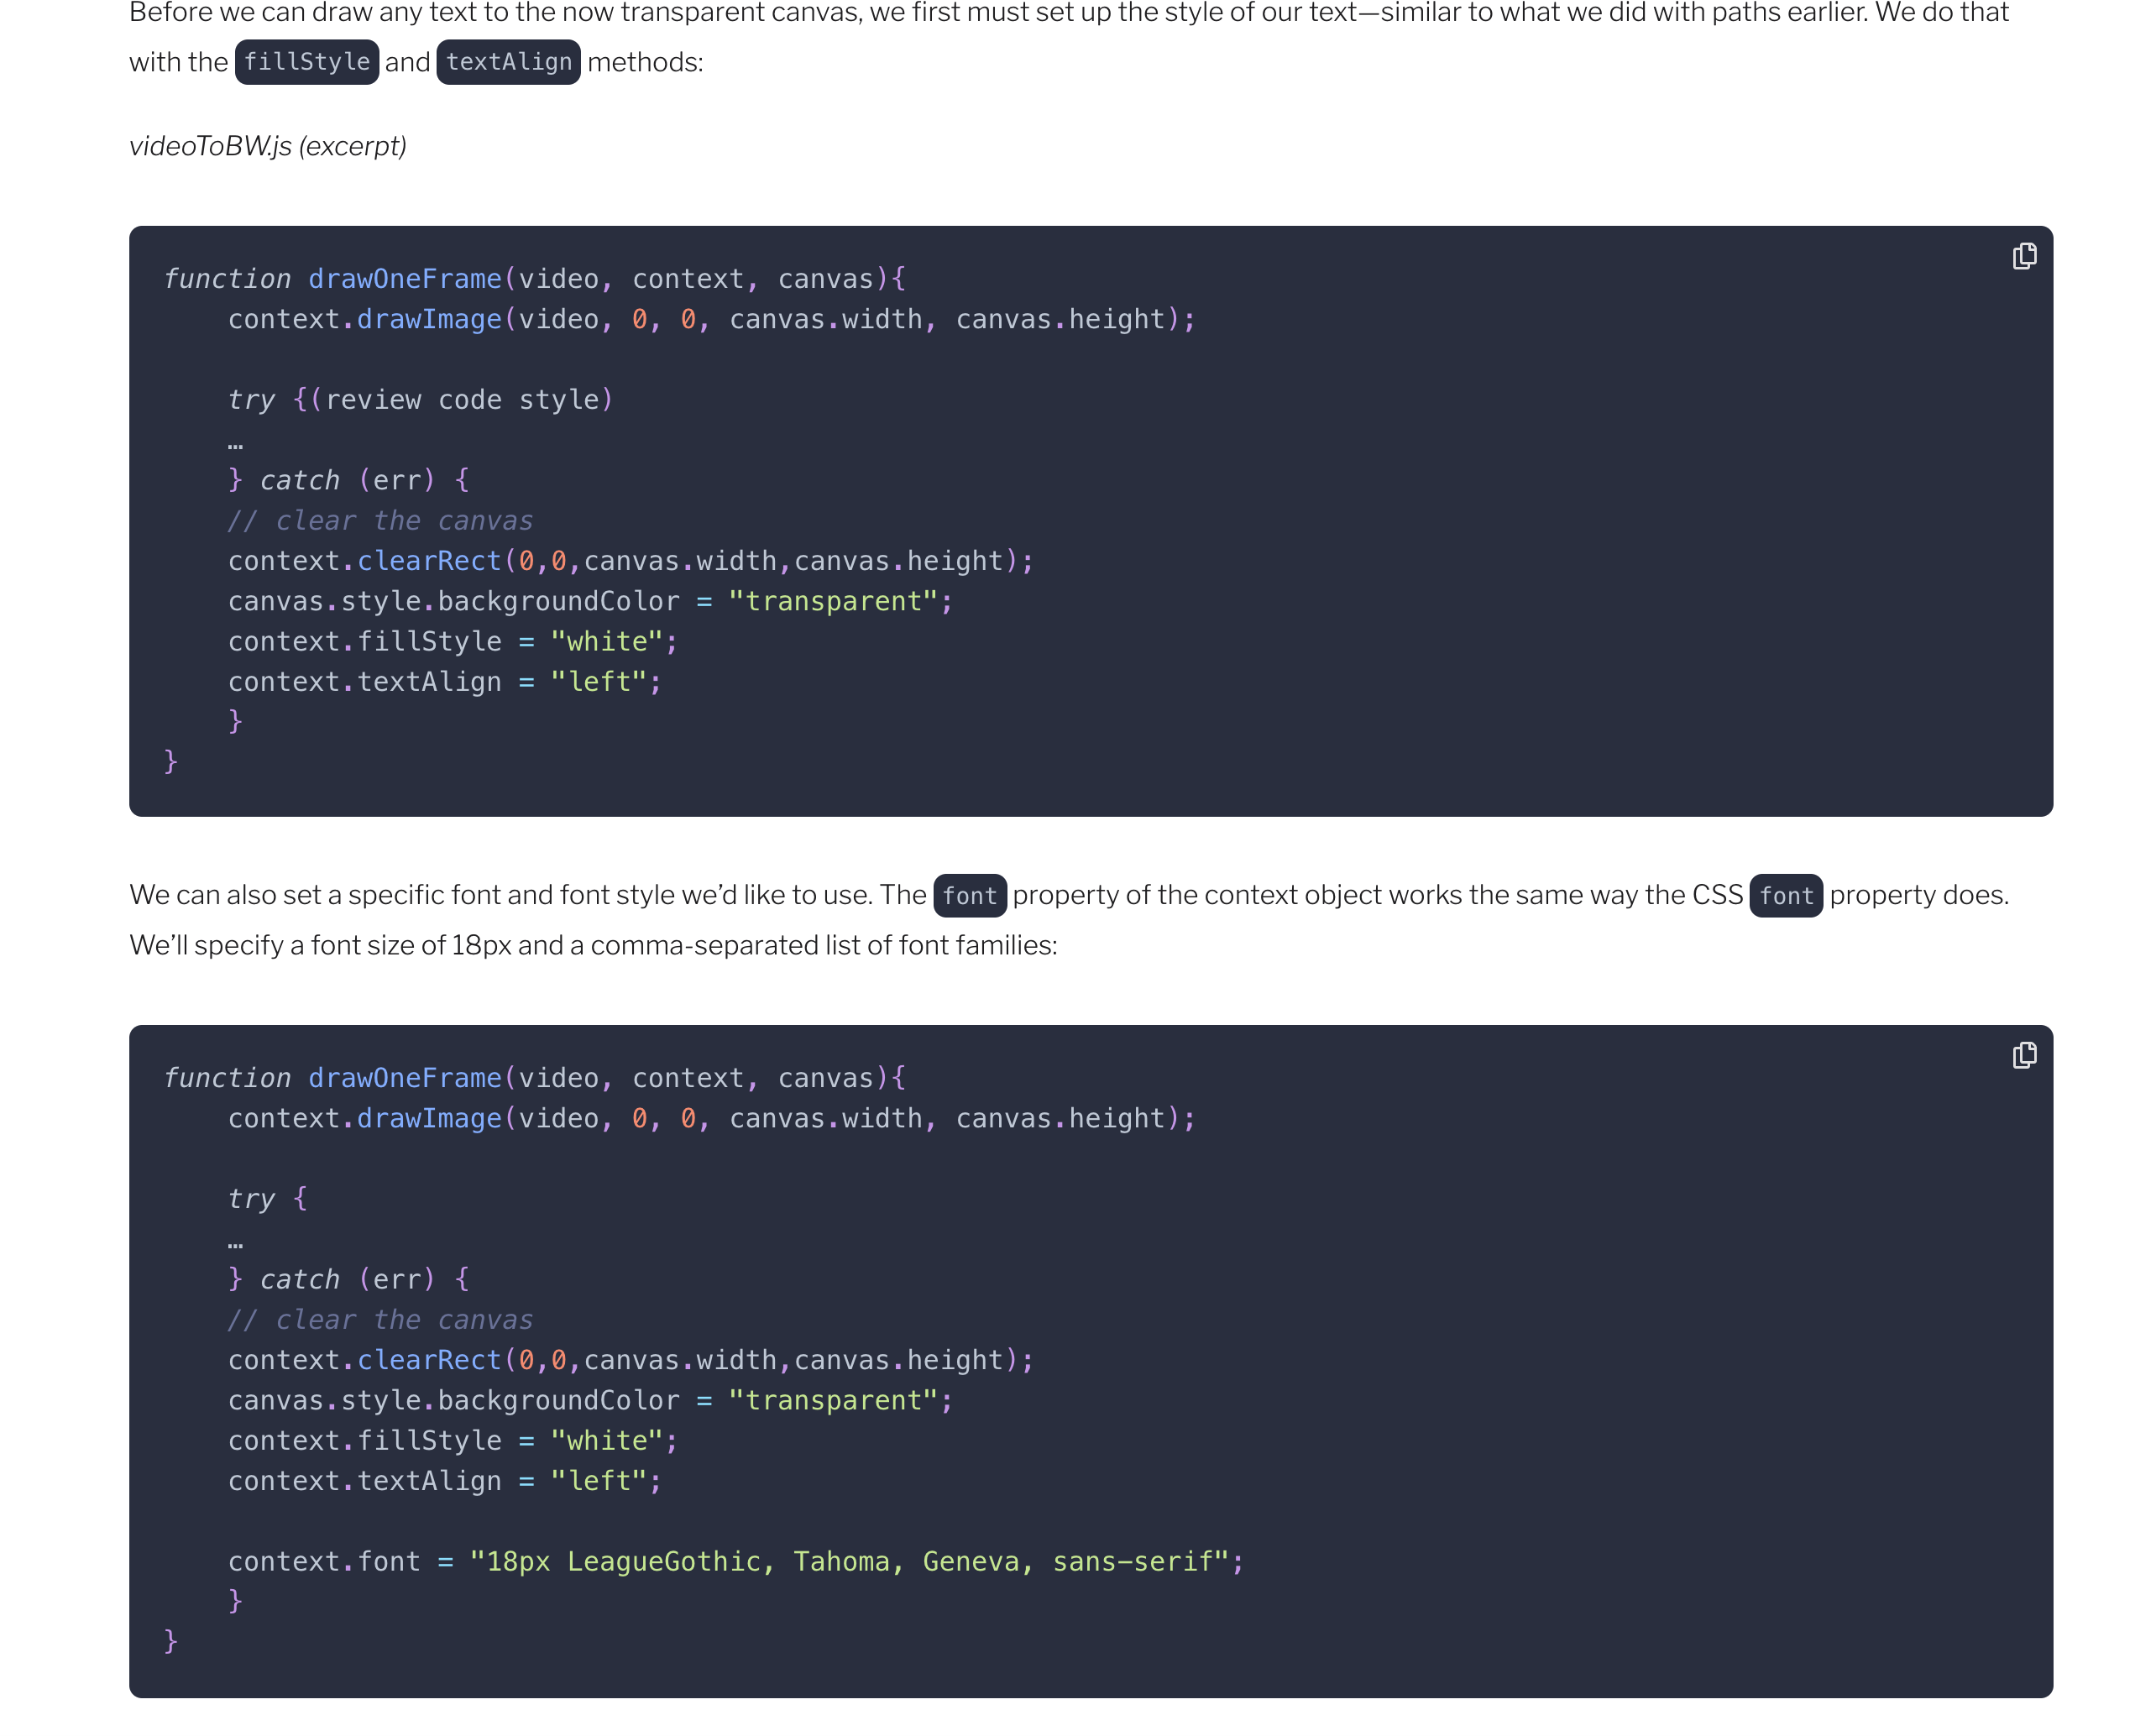 Before we can draw any text to the now transparent canvas, we first must set up the style of our text—similar to what we did with paths earlier. We do that
with the fillStyle and textAlign methods:
videoToBW.js (excerpt)
function drawOneFrame(video, context, canvas){
    context.drawImage(video, 0, 0, canvas.width, canvas.height);

    try {(review code style)
    …
    } catch (err) {
    // clear the canvas
    context.clearRect(0,0,canvas.width,canvas.height);
    canvas.style.backgroundColor = "transparent";
    context.fillStyle = "white";
    context.textAlign = "left";
    }
}
We can also set a specific font and font style we’d like to use. The font property of the context object works the same way the CSS font property does.
We’ll specify a font size of 18px and a comma-separated list of font families:
function drawOneFrame(video, context, canvas){
    context.drawImage(video, 0, 0, canvas.width, canvas.height);

    try {
    …
    } catch (err) {
    // clear the canvas
    context.clearRect(0,0,canvas.width,canvas.height);
    canvas.style.backgroundColor = "transparent";
    context.fillStyle = "white";
    context.textAlign = "left";

    context.font = "18px LeagueGothic, Tahoma, Geneva, sans-serif";
    }
}